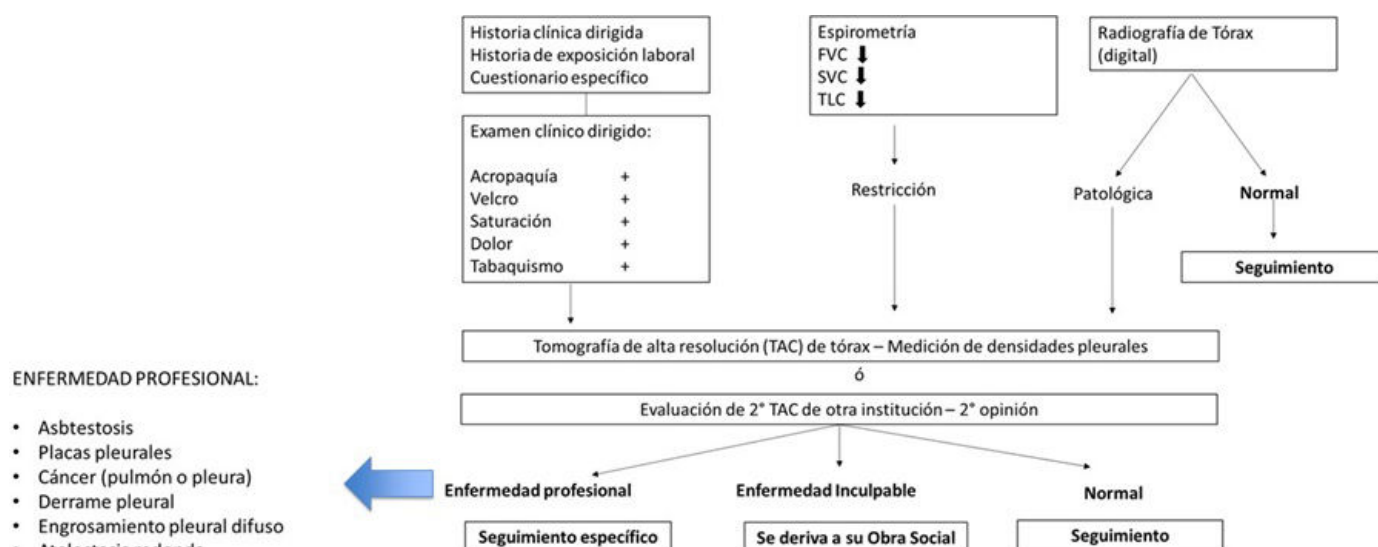 Historia clínica dirigida
Historia de exposición laboral
Cuestionario específico
Examen clínico dirigido:
Acropaquía +
Velcro +
Saturación +
Dolor +
Tabaquismo +
Espirometría
FVC ⬇
SVC ⬇
TLC ⬇
Restricción
Radiografía de Tórax
(digital)
Patológica
Normal
Seguimiento
Tomografía de alta resolución (TAC) de tórax – Medición de densidades pleurales
ó
Evaluación de 2° TAC de otra institución – 2° opinión
Enfermedad profesional
Seguimiento específico
Enfermedad Inculpable
Se deriva a su Obra Social
Normal
Seguimiento
ENFERMEDAD PROFESIONAL:
• Asbtestosis
• Placas pleurales
• Cáncer (pulmón o pleura)
• Derrame pleural
• Engrosamiento pleural difuso